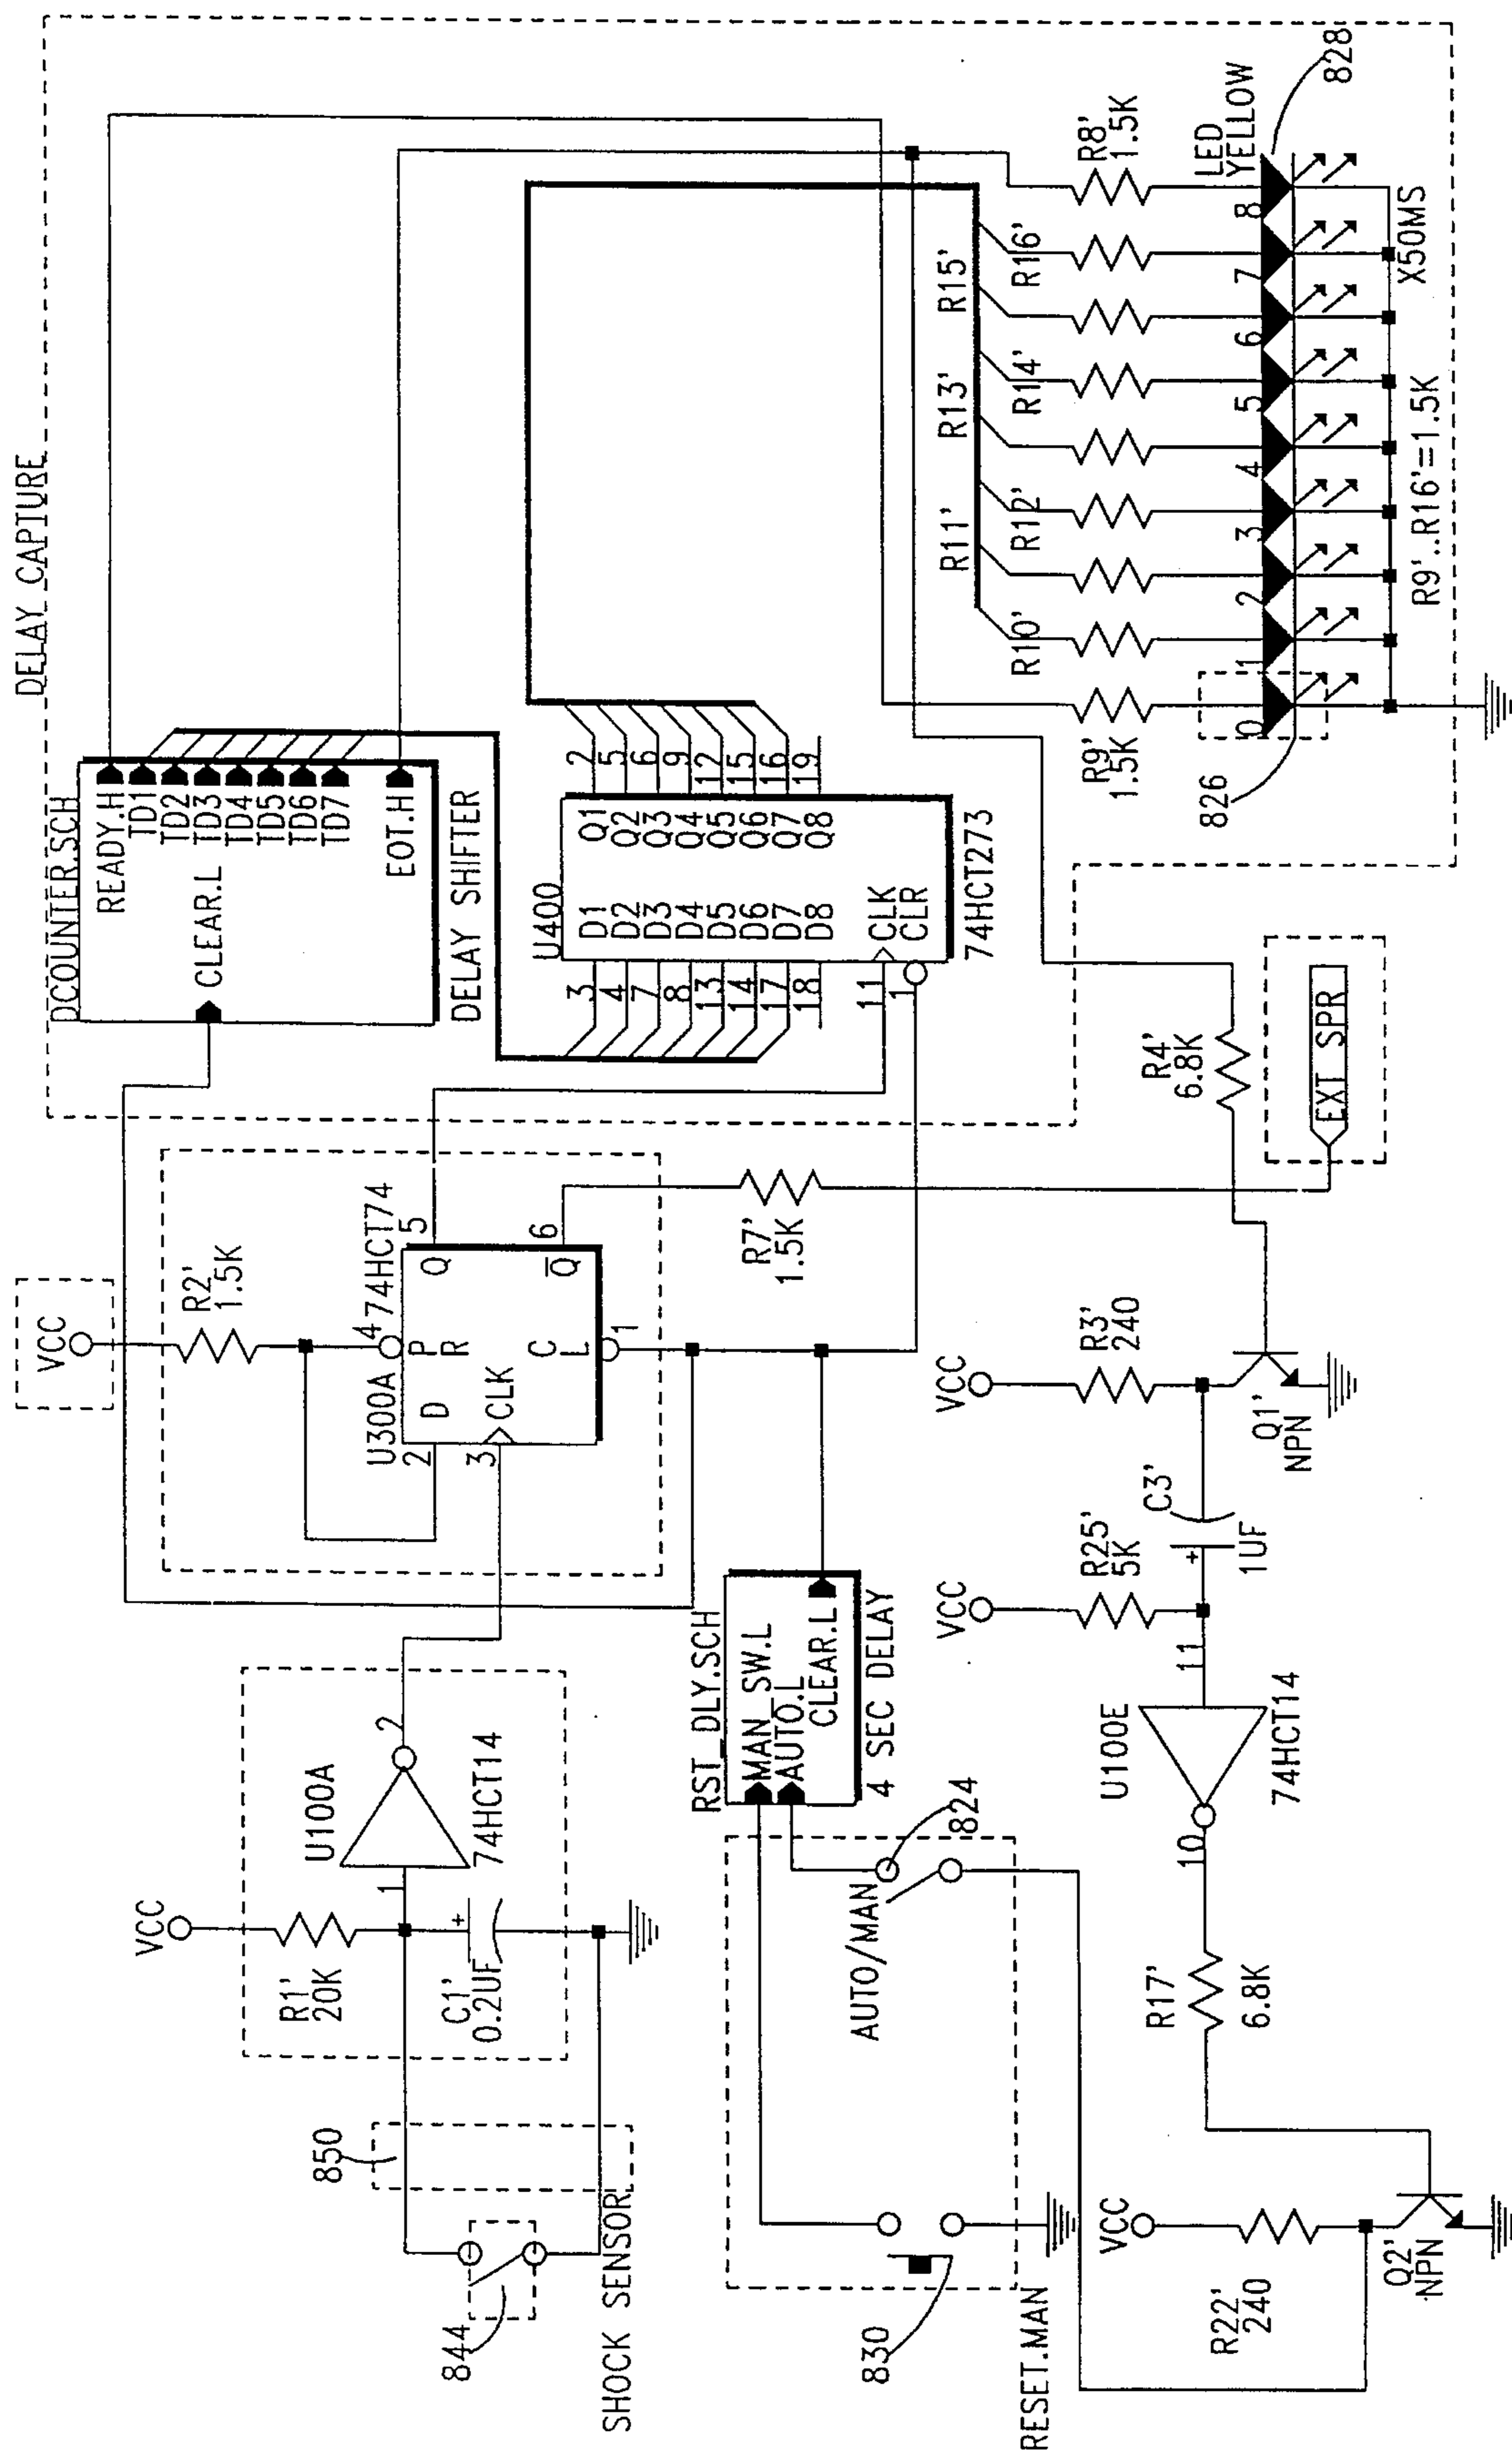 DELAY CAPTURE
DCOUNTER.SCH
READY.H
TD1
TD2
TD3
TD4
TD5
TD6
TD7
CLEAR.L
EOT.H
DELAY SHIFTER
VCC
R2'
1.5K
U300A
74HCT74
4
P
R
2
D
Q
5
3
CLK
C
L
Q
6
1
VCC
R1'
20K
C1'
0.2UF
+
1
U100A
2
74HCT14
850
844
SHOCK SENSOR
R7'
1.5K
U400
3
D1
Q1
2
4
D2
Q2
5
7
D3
Q3
6
8
D4
Q4
9
13
D5
Q5
12
14
D6
Q6
15
17
D7
Q7
16
18
D8
Q8
19
11
CLK
1
CLR
74HCT273
RST_DLY.SCH
MAN_SW.L
AUTO.L
CLEAR.L
4 SEC DELAY
824
AUTO/MAN
830
RESET.MAN
R9'
1.5K
R10'
R11'
R12'
R13'
R14'
R15'
R16'
R8'
1.5K
LED
YELLOW
828
826
0
1
2
3
4
5
6
7
8
X50MS
R9'..R16'=1.5K
EXT SPR
R4'
6.8K
VCC
R3'
240
Q1'
NPN
C3'
+
1UF
VCC
R25'
5K
11
U100E
10
74HCT14
R17'
6.8K
VCC
R22'
240
Q2'
NPN